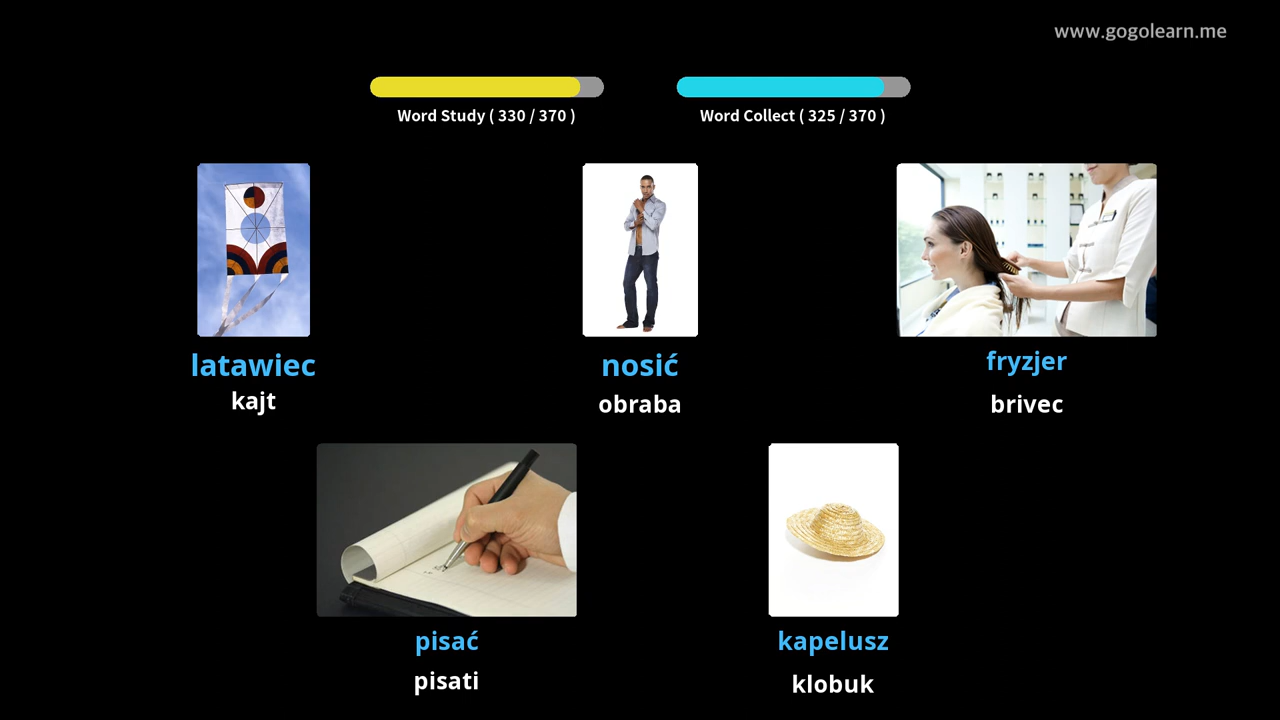 www.gogolearn.me
Word Study ( 330 / 370 )
Word Collect ( 325 / 370 )
latawiec
kajt
nosić
obraba
fryzjer
brivec
pisać
pisati
kapelusz
klobuk